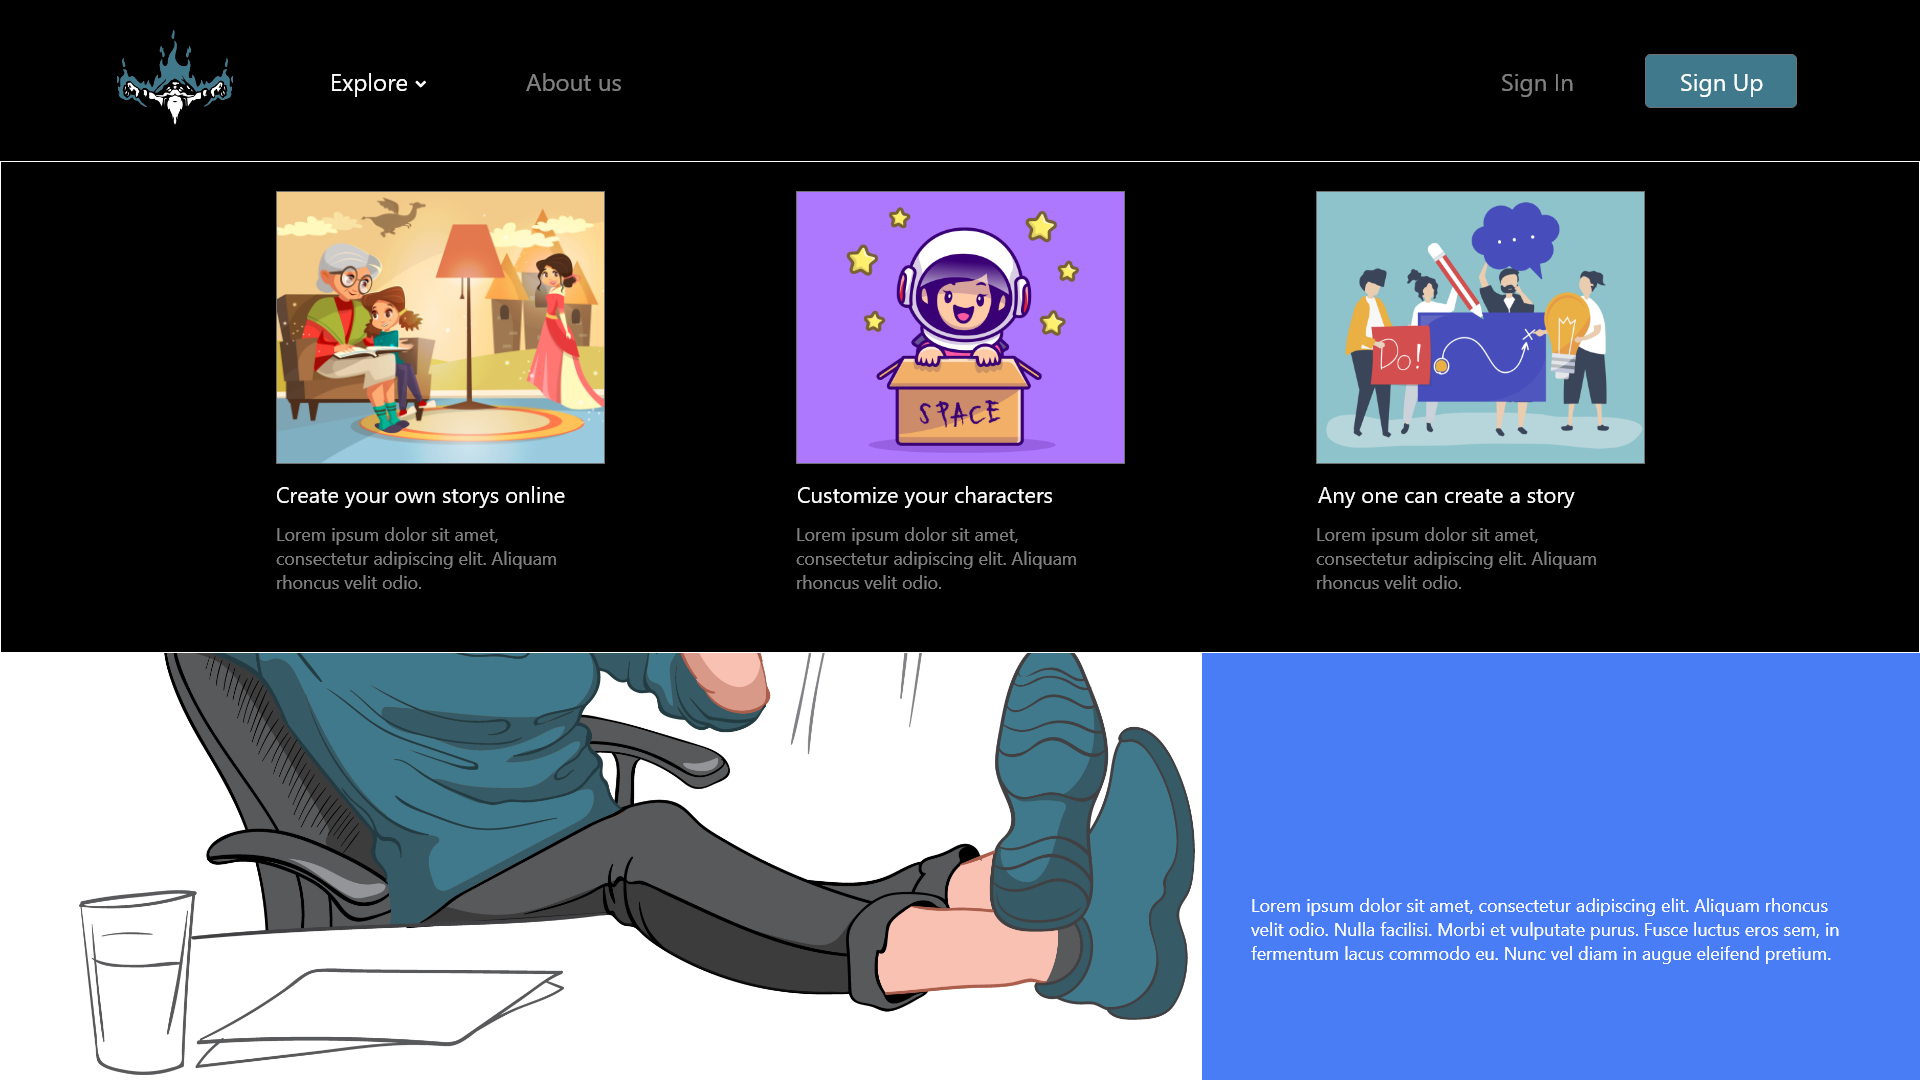 Explore
About us
Sign In
Sign Up
SPACE
Do!
Create your own storys online
Customize your characters
Any one can create a story
Lorem ipsum dolor sit amet,
consectetur adipiscing elit. Aliquam
rhoncus velit odio.
Lorem ipsum dolor sit amet,
consectetur adipiscing elit. Aliquam
rhoncus velit odio.
Lorem ipsum dolor sit amet,
consectetur adipiscing elit. Aliquam
rhoncus velit odio.
Lorem ipsum dolor sit amet, consectetur adipiscing elit. Aliquam rhoncus
velit odio. Nulla facilisi. Morbi et vulputate purus. Fusce luctus eros sem, in
fermentum lacus commodo eu. Nunc vel diam in augue eleifend pretium.